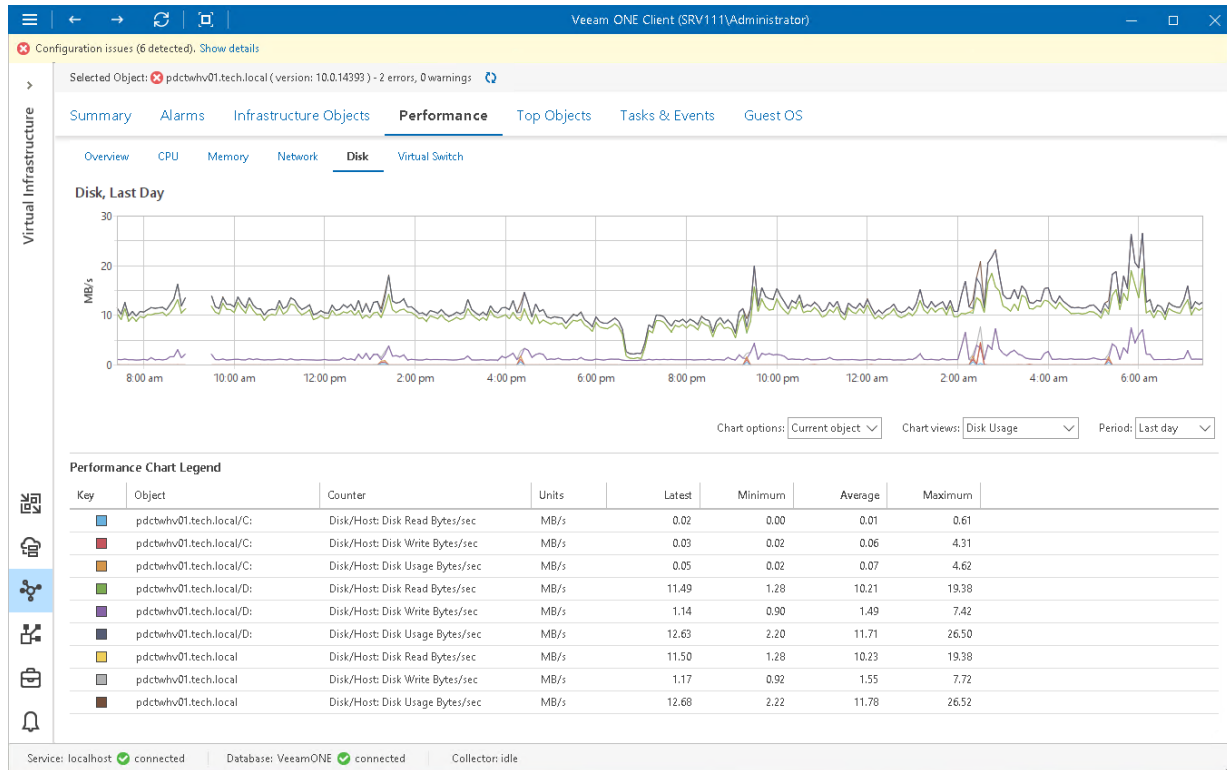 Veeam ONE Client (SRV111\Administrator)
Configuration issues (6 detected). Show details
Selected Object: pdctwhv01.tech.local ( version: 10.0.14393 ) - 2 errors, 0 warnings
Virtual Infrastructure
Summary Alarms Infrastructure Objects Performance Top Objects Tasks & Events Guest OS
Overview CPU Memory Network Disk Virtual Switch
Disk, Last Day
MB/s
30
20
10
0
8:00 am 10:00 am 12:00 pm 2:00 pm 4:00 pm 6:00 pm 8:00 pm 10:00 pm 12:00 am 2:00 am 4:00 am 6:00 am
Chart options: Current object Chart views: Disk Usage Period: Last day
Performance Chart Legend
Key Object Counter Units Latest Minimum Average Maximum
pdctwhv01.tech.local/C: Disk/Host: Disk Read Bytes/sec MB/s 0.02 0.00 0.01 0.61
pdctwhv01.tech.local/C: Disk/Host: Disk Write Bytes/sec MB/s 0.03 0.02 0.06 4.31
pdctwhv01.tech.local/C: Disk/Host: Disk Usage Bytes/sec MB/s 0.05 0.02 0.07 4.62
pdctwhv01.tech.local/D: Disk/Host: Disk Read Bytes/sec MB/s 11.49 1.28 10.21 19.38
pdctwhv01.tech.local/D: Disk/Host: Disk Write Bytes/sec MB/s 1.14 0.90 1.49 7.42
pdctwhv01.tech.local/D: Disk/Host: Disk Usage Bytes/sec MB/s 12.63 2.20 11.71 26.50
pdctwhv01.tech.local Disk/Host: Disk Read Bytes/sec MB/s 11.50 1.28 10.23 19.38
pdctwhv01.tech.local Disk/Host: Disk Write Bytes/sec MB/s 1.17 0.92 1.55 7.72
pdctwhv01.tech.local Disk/Host: Disk Usage Bytes/sec MB/s 12.68 2.22 11.78 26.52
Service: localhost connected Database: VeeamONE connected Collector: idle